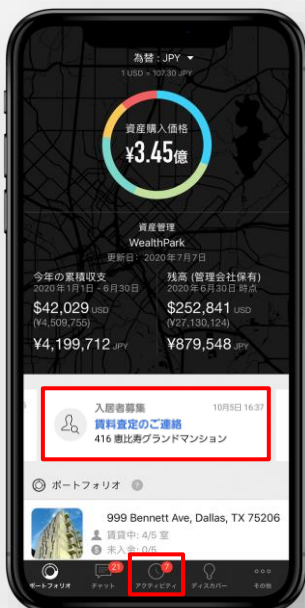 為替：JPY ▼
1 USD = 107.30 JPY
資産購入価格
¥3.45億
資産管理
WealthPark
更新日：2020年7月7日
今年の累積収支
2020年1月1日 - 6月30日
$42,029 USD
(¥4,509,755)
¥4,199,712 JPY
残高 (管理会社保有)
2020年6月30日 時点
$252,841 USD
(¥27,130,124)
¥879,548 JPY
入居者募集
10月5日 16:37
賃料査定のご連絡
416 恵比寿グランドマンション
ポートフォリオ
999 Bennett Ave, Dallas, TX 75206
賃貸中: 4/5 室
未入金: 0/5
21
7
ポートフォリオ
チャット
アクティビティ
ディスカバー
その他